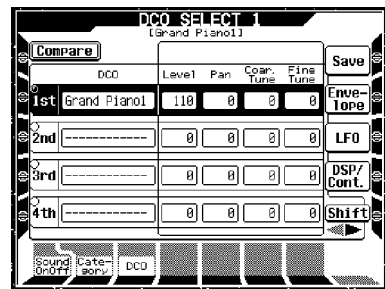 DCO SELECT 1
[Grand Piano1]
Compare
Save
DCO Level Pan Coar. Tune Fine Tune
1st Grand Piano1 110 0 0 0
Enve-
lope
2nd ------------ 0 0 0 0
LFO
3rd ------------ 0 0 0 0
DSP/
Cont.
4th ------------ 0 0 0 0
Shift
Sound
OnOff
Cate-
gory
DCO